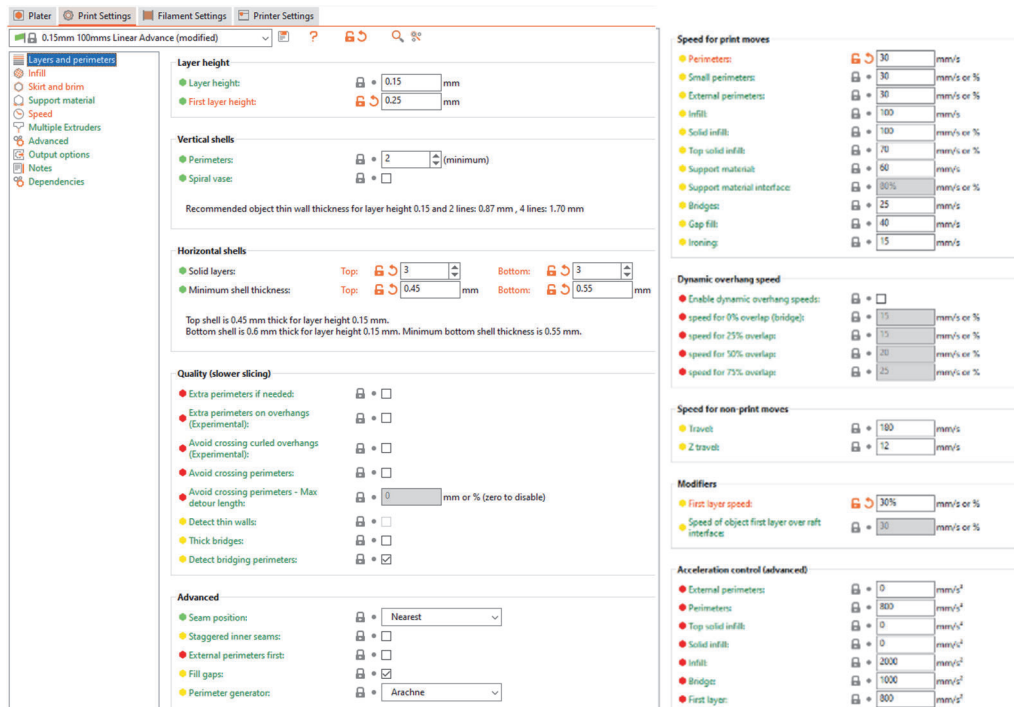 Plater Print Settings Filament Settings Printer Settings
0.15mm 100mms Linear Advance (modified)
?
Layers and perimeters
Infill
Skirt and brim
Support material
Speed
Multiple Extruders
Advanced
Output options
Notes
Dependencies
Layer height
Layer height: 0.15 mm
First layer height: 0.25 mm
Vertical shells
Perimeters: 2 (minimum)
Spiral vase:
Recommended object thin wall thickness for layer height 0.15 and 2 lines: 0.87 mm , 4 lines: 1.70 mm
Horizontal shells
Solid layers: Top: 3 Bottom: 3
Minimum shell thickness: Top: 0.45 mm Bottom: 0.55 mm
Top shell is 0.45 mm thick for layer height 0.15 mm.
Bottom shell is 0.6 mm thick for layer height 0.15 mm. Minimum bottom shell thickness is 0.55 mm.
Quality (slower slicing)
Extra perimeters if needed:
Extra perimeters on overhangs
(Experimental):
Avoid crossing curled overhangs
(Experimental):
Avoid crossing perimeters:
Avoid crossing perimeters - Max
detour length: 0 mm or % (zero to disable)
Detect thin walls:
Thick bridges:
Detect bridging perimeters:
Advanced
Seam position: Nearest
Staggered inner seams:
External perimeters first:
Fill gaps:
Perimeter generator: Arachne
Speed for print moves
Perimeters: 30 mm/s
Small perimeters: 30 mm/s or %
External perimeters: 30 mm/s or %
Infill: 100 mm/s
Solid infill: 100 mm/s or %
Top solid infill: 70 mm/s or %
Support material: 60 mm/s
Support material interface: 80% mm/s or %
Bridges: 25 mm/s
Gap fill: 40 mm/s
Ironing: 15 mm/s
Dynamic overhang speed
Enable dynamic overhang speeds:
speed for 0% overlap (bridge): 15 mm/s or %
speed for 25% overlap: 15 mm/s or %
speed for 50% overlap: 20 mm/s or %
speed for 75% overlap: 25 mm/s or %
Speed for non-print moves
Travel: 180 mm/s
Z travel: 12 mm/s
Modifiers
First layer speed: 30% mm/s or %
Speed of object first layer over raft
interface: 30 mm/s or %
Acceleration control (advanced)
External perimeters: 0 mm/s²
Perimeters: 800 mm/s²
Top solid infill: 0 mm/s²
Solid infill: 0 mm/s²
Infill: 2000 mm/s²
Bridge: 1000 mm/s²
First layer: 800 mm/s²